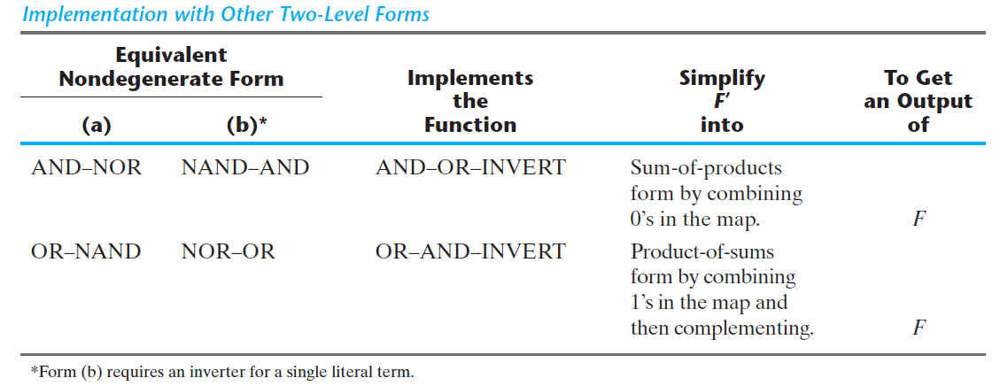 Implementation with Other Two-Level Forms
Equivalent
Nondegenerate Form
Implements
the
Function
Simplify
F′
into
To Get
an Output
of
(a) (b)*
AND–NOR NAND–AND AND–OR–INVERT Sum-of-products
form by combining
0’s in the map. F
OR–NAND NOR–OR OR–AND–INVERT Product-of-sums
form by combining
1’s in the map and
then complementing. F
*Form (b) requires an inverter for a single literal term.